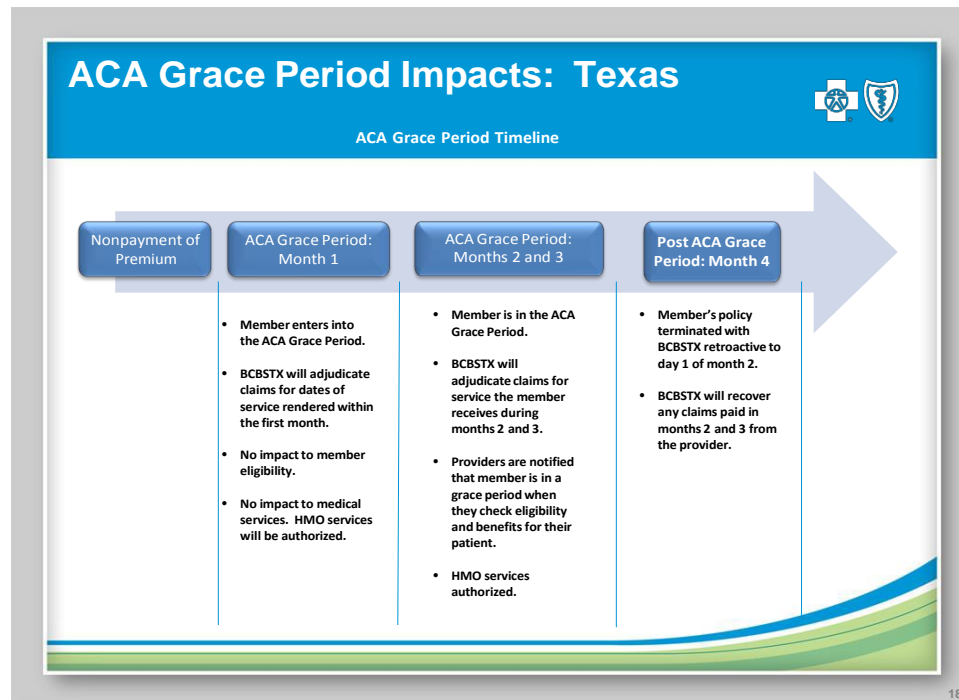 ACA Grace Period Impacts: Texas
ACA Grace Period Timeline
Nonpayment of
Premium
ACA Grace Period:
Month 1
ACA Grace Period:
Months 2 and 3
Post ACA Grace
Period: Month 4
• Member enters into
the ACA Grace Period.
• BCBSTX will adjudicate
claims for dates of
service rendered within
the first month.
• No impact to member
eligibility.
• No impact to medical
services. HMO services
will be authorized.
• Member is in the ACA
Grace Period.
• BCBSTX will
adjudicate claims for
service the member
receives during
months 2 and 3.
• Providers are notified
that member is in a
grace period when
they check eligibility
and benefits for their
patient.
• HMO services
authorized.
• Member's policy
terminated with
BCBSTX retroactive to
day 1 of month 2.
• BCBSTX will recover
any claims paid in
months 2 and 3 from
the provider.
18